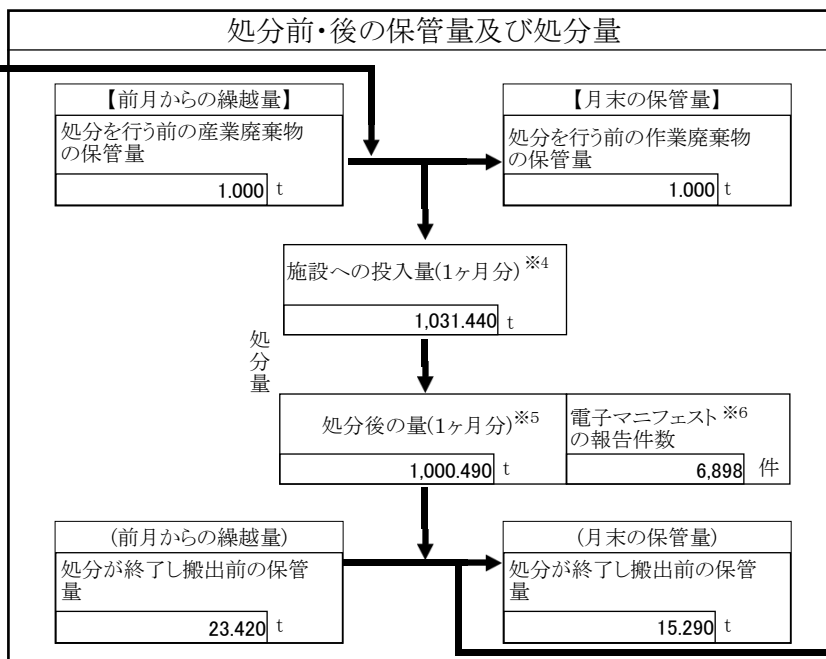 処分前・後の保管量及び処分量
【前月からの繰越量】
処分を行う前の産業廃棄物
の保管量
1.000 t
【月末の保管量】
処分を行う前の作業廃棄物
の保管量
1.000 t
施設への投入量(1ヶ月分)※4
1,031.440 t
処分量
処分後の量(1ヶ月分)※5
1,000.490 t
電子マニフェスト※6
の報告件数
6,898 件
(前月からの繰越量)
処分が終了し搬出前の保管
量
23.420 t
(月末の保管量)
処分が終了し搬出前の保管
量
15.290 t